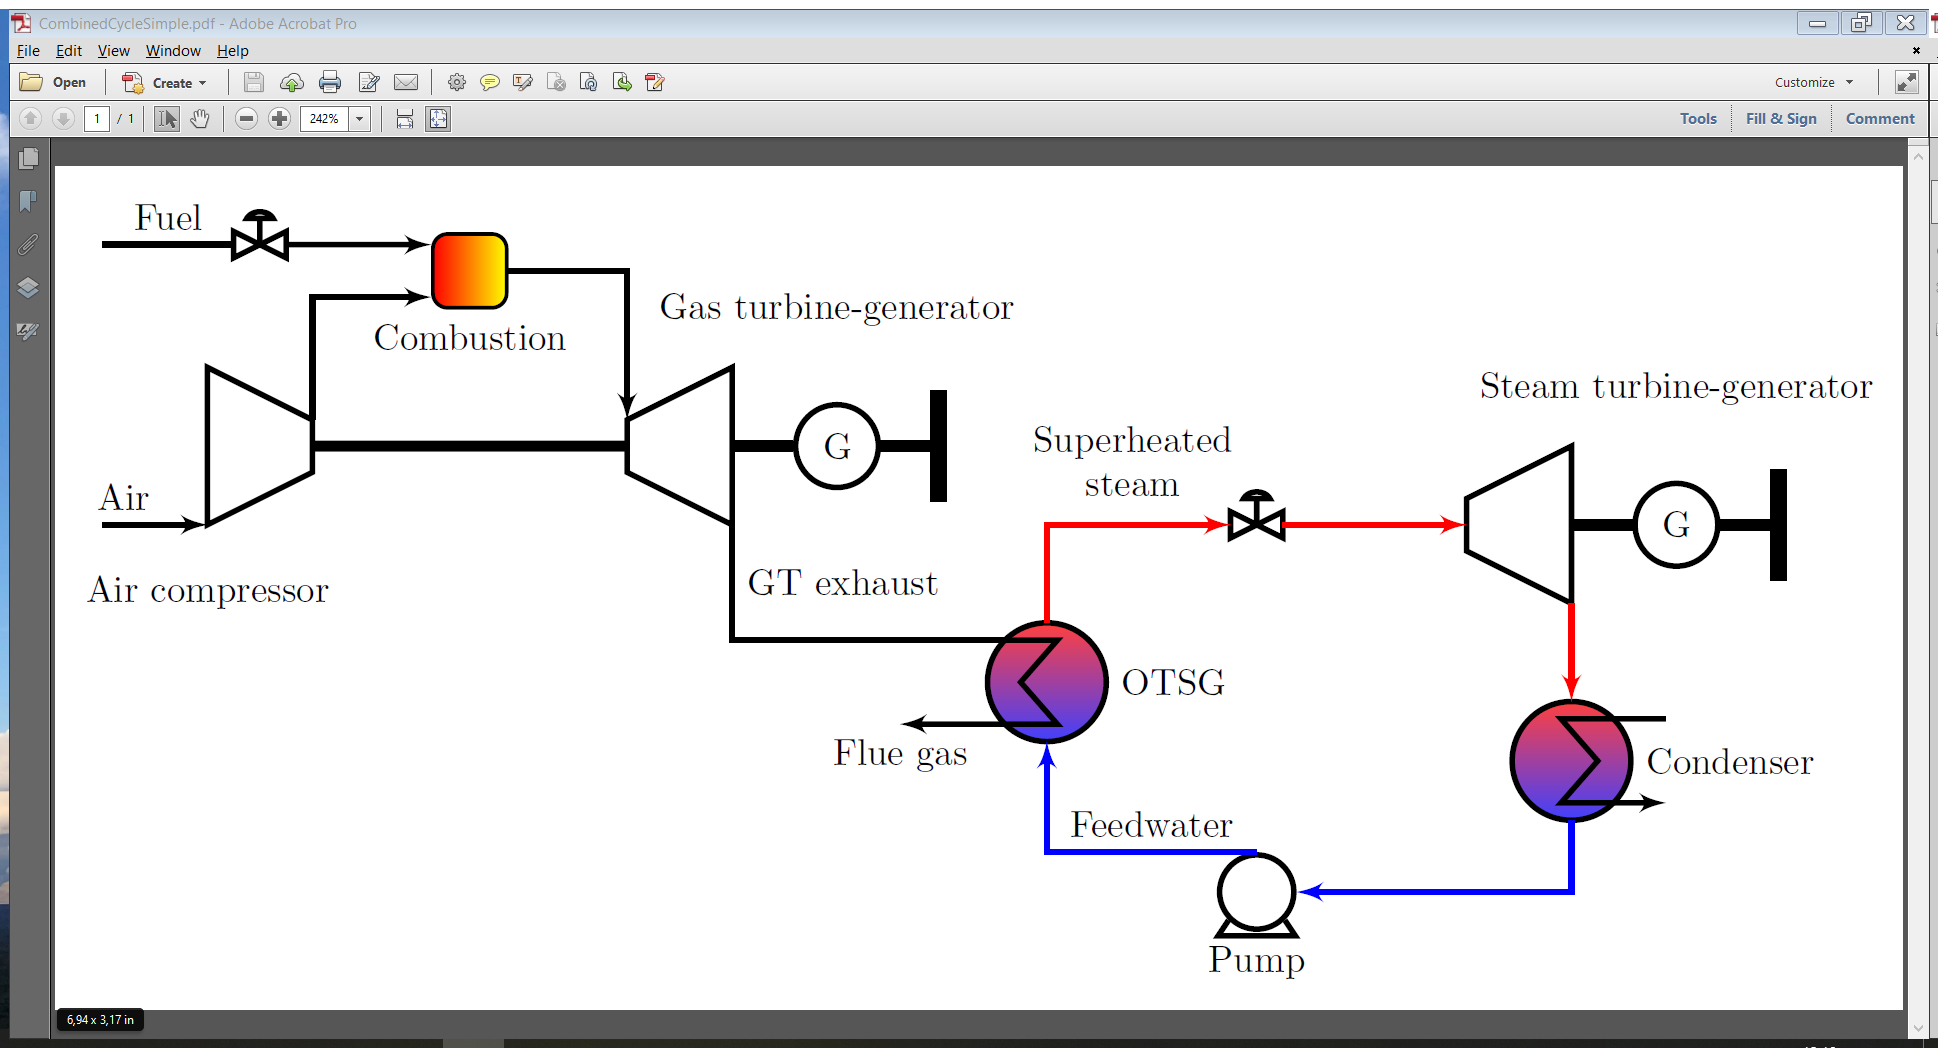 CombinedCycleSimple.pdf - Adobe Acrobat Pro
File Edit View Window Help
Open Create Customize
1 / 1 242% Tools Fill & Sign Comment
Fuel
Combustion
Gas turbine-generator
Steam turbine-generator
G
Superheated
steam
Air
G
Air compressor
GT exhaust
OTSG
Flue gas
Condenser
Feedwater
Pump
6,94 x 3,17 in